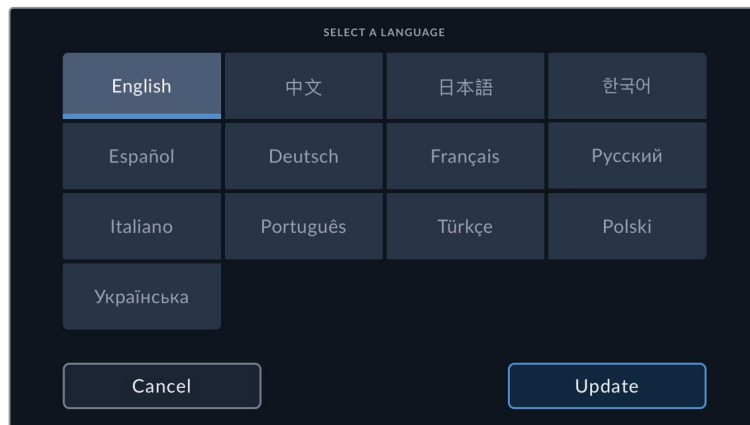 SELECT A LANGUAGE
English 中文 日本語 한국어
Español Deutsch Français Русский
Italiano Português Türkçe Polski
Українська
Cancel Update